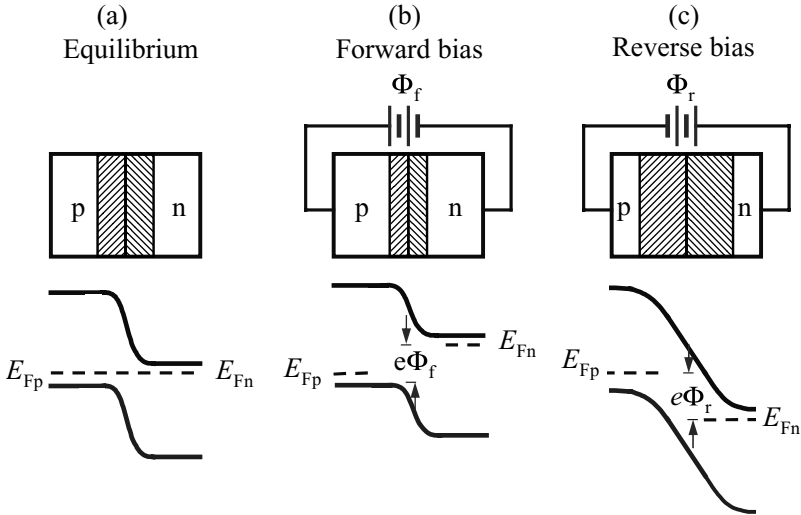 (a)
Equilibrium
(b)
Forward bias
(c)
Reverse bias
Φf
Φr
p n
p n
p n
EFp
EFn
EFp
eΦf
EFn
EFp
eΦr
EFn